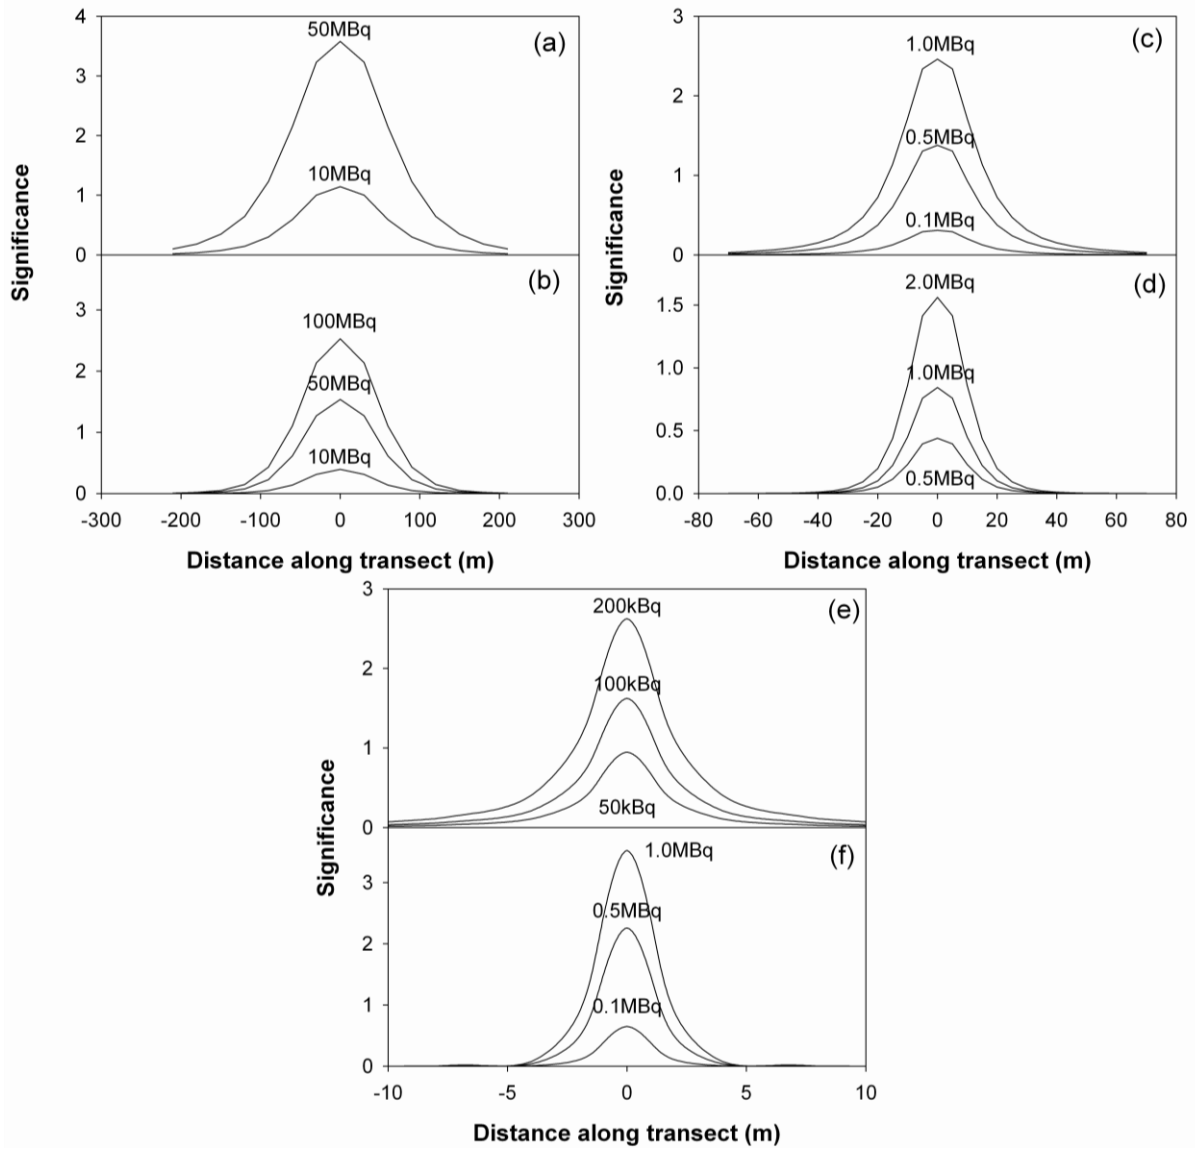 4
50MBq
(a)
3
2
10MBq
1
0
Significance
(b)
3
100MBq
2
50MBq
1
10MBq
0
-300 -200 -100 0 100 200 300
Distance along transect (m)
3
1.0MBq
(c)
2
0.5MBq
1
0.1MBq
0
Significance
2.0MBq
(d)
1.5
1.0MBq
1.0
0.5
0.5MBq
0.0
-80 -60 -40 -20 0 20 40 60 80
Distance along transect (m)
3
200kBq
(e)
2
100kBq
1
50kBq
0
Significance
1.0MBq
(f)
3
0.5MBq
2
1
0.1MBq
0
-10 -5 0 5 10
Distance along transect (m)